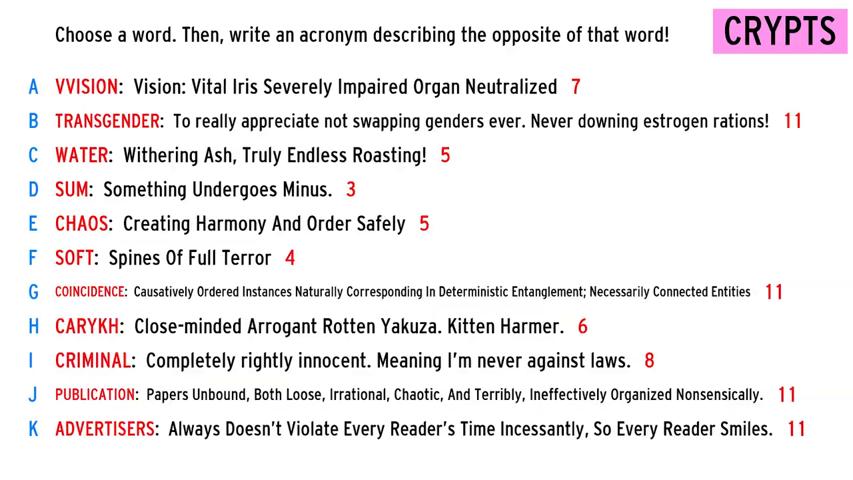 Choose a word. Then, write an acronym describing the opposite of that word!
CRYPTS
A VVISION: Vision: Vital Iris Severely Impaired Organ Neutralized 7
B TRANSGENDER: To really appreciate not swapping genders ever. Never downing estrogen rations! 11
C WATER: Withering Ash, Truly Endless Roasting! 5
D SUM: Something Undergoes Minus. 3
E CHAOS: Creating Harmony And Order Safely 5
F SOFT: Spines Of Full Terror 4
G COINCIDENCE: Causatively Ordered Instances Naturally Corresponding In Deterministic Entanglement; Necessarily Connected Entities 11
H CARYKH: Close-minded Arrogant Rotten Yakuza. Kitten Harmer. 6
I CRIMINAL: Completely rightly innocent. Meaning I'm never against laws. 8
J PUBLICATION: Papers Unbound, Both Loose, Irrational, Chaotic, And Terribly, Ineffectively Organized Nonsensically. 11
K ADVERTISERS: Always Doesn't Violate Every Reader's Time Incessantly, So Every Reader Smiles. 11